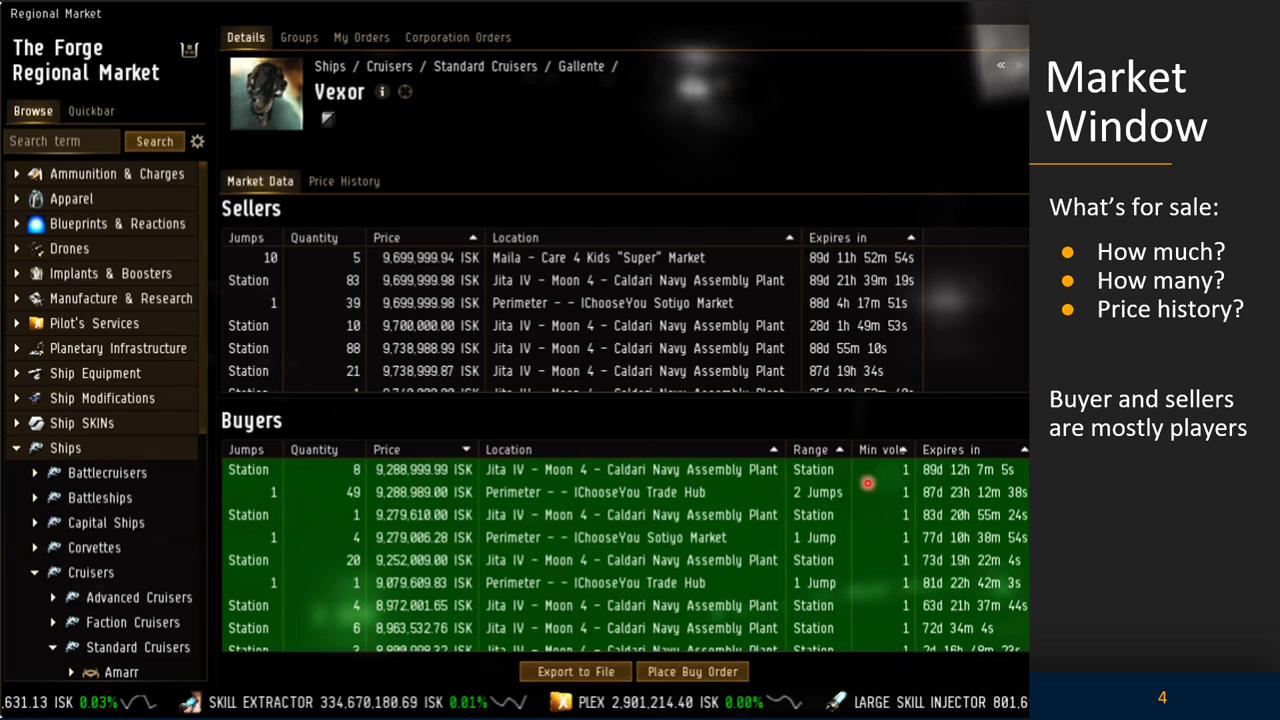 Regional Market
The Forge
Regional Market
Browse Quickbar
Search term Search
Ammunition & Charges
Apparel
Blueprints & Reactions
Drones
Implants & Boosters
Manufacture & Research
Pilot's Services
Planetary Infrastructure
Ship Equipment
Ship Modifications
Ship SKINs
Ships
Battlecruisers
Battleships
Capital Ships
Corvettes
Cruisers
Advanced Cruisers
Faction Cruisers
Standard Cruisers
Amarr
Details Groups My Orders Corporation Orders
Ships / Cruisers / Standard Cruisers / Gallente /
Vexor
Market Data Price History
Sellers
Jumps Quantity Price Location Expires in
10 5 9,699,999.94 ISK Maila - Care 4 Kids "Super" Market 89d 11h 52m 54s
Station 83 9,699,999.98 ISK Jita IV - Moon 4 - Caldari Navy Assembly Plant 89d 21h 39m 19s
1 39 9,699,999.98 ISK Perimeter - - IChooseYou Sotiyo Market 88d 4h 17m 51s
Station 10 9,700,000.00 ISK Jita IV - Moon 4 - Caldari Navy Assembly Plant 28d 1h 49m 53s
Station 88 9,738,988.99 ISK Jita IV - Moon 4 - Caldari Navy Assembly Plant 88d 55m 10s
Station 21 9,738,999.87 ISK Jita IV - Moon 4 - Caldari Navy Assembly Plant 87d 19h 34s
Buyers
Jumps Quantity Price Location Range Min volu Expires in
Station 8 9,288,999.99 ISK Jita IV - Moon 4 - Caldari Navy Assembly Plant Station 1 89d 12h 7m 5s
1 49 9,288,989.00 ISK Perimeter - - IChooseYou Trade Hub 2 Jumps 1 87d 23h 12m 38s
Station 1 9,279,610.00 ISK Jita IV - Moon 4 - Caldari Navy Assembly Plant Station 1 83d 20h 55m 24s
1 4 9,279,006.28 ISK Perimeter - - IChooseYou Sotiyo Market 1 Jump 1 77d 10h 38m 54s
Station 20 9,252,009.00 ISK Jita IV - Moon 4 - Caldari Navy Assembly Plant Station 1 73d 19h 22m 4s
1 1 9,079,609.83 ISK Perimeter - - IChooseYou Trade Hub 1 Jump 1 81d 22h 42m 3s
Station 4 8,972,001.65 ISK Jita IV - Moon 4 - Caldari Navy Assembly Plant Station 1 63d 21h 37m 44s
Station 6 8,963,532.76 ISK Jita IV - Moon 4 - Caldari Navy Assembly Plant Station 1 72d 34m 4s
Export to File Place Buy Order
,631.13 ISK 0.03% SKILL EXTRACTOR 334,670,180.69 ISK 0.01% PLEX 2,901,214.40 ISK 0.00% LARGE SKILL INJECTOR 801,6
Market
Window
What's for sale:
● How much?
● How many?
● Price history?
Buyer and sellers
are mostly players
4